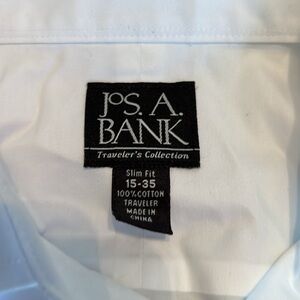 JOS. A.
BANK
Traveler's Collection
Slim Fit
15-35
100% COTTON
TRAVELER
MADE IN
CHINA